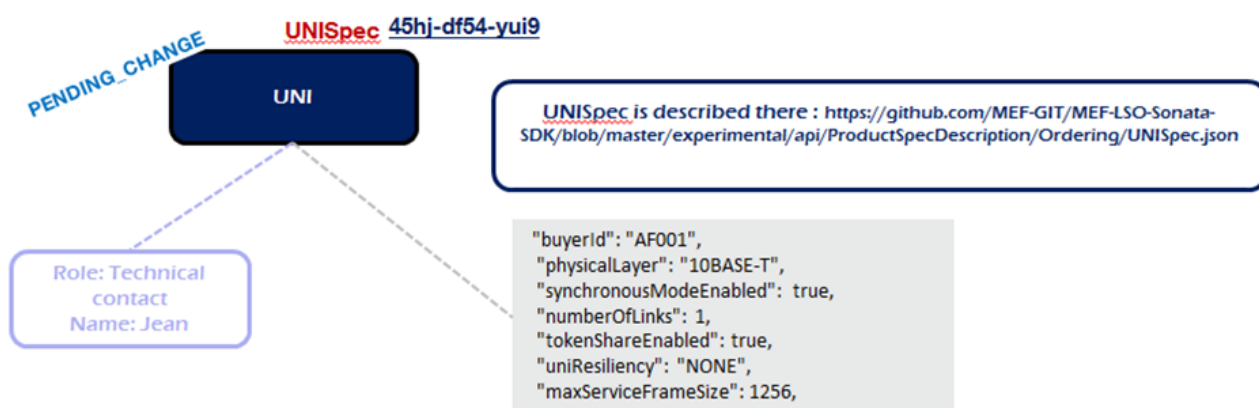 UNISpec 45hj-df54-yui9
PENDING_CHANGE
UNI
UNISpec is described there : https://github.com/MEF-GIT/MEF-LSO-Sonata-
SDK/blob/master/experimental/api/ProductSpecDescription/Ordering/UNISpec.json
Role: Technical
contact
Name: Jean
"buyerId": "AF001",
"physicalLayer": "10BASE-T",
"synchronousModeEnabled": true,
"numberOfLinks": 1,
"tokenShareEnabled": true,
"uniResiliency": "NONE",
"maxServiceFrameSize": 1256,